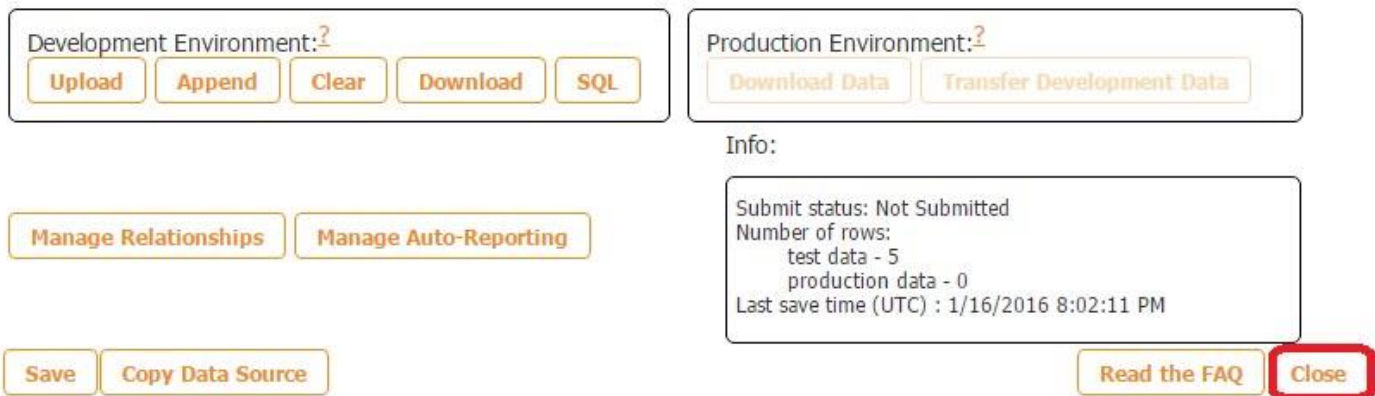 Development Environment:?
Upload Append Clear Download SQL
Production Environment:?
Download Data Transfer Development Data
Info:
Submit status: Not Submitted
Number of rows:
test data - 5
production data - 0
Last save time (UTC) : 1/16/2016 8:02:11 PM
Manage Relationships Manage Auto-Reporting
Save Copy Data Source
Read the FAQ Close